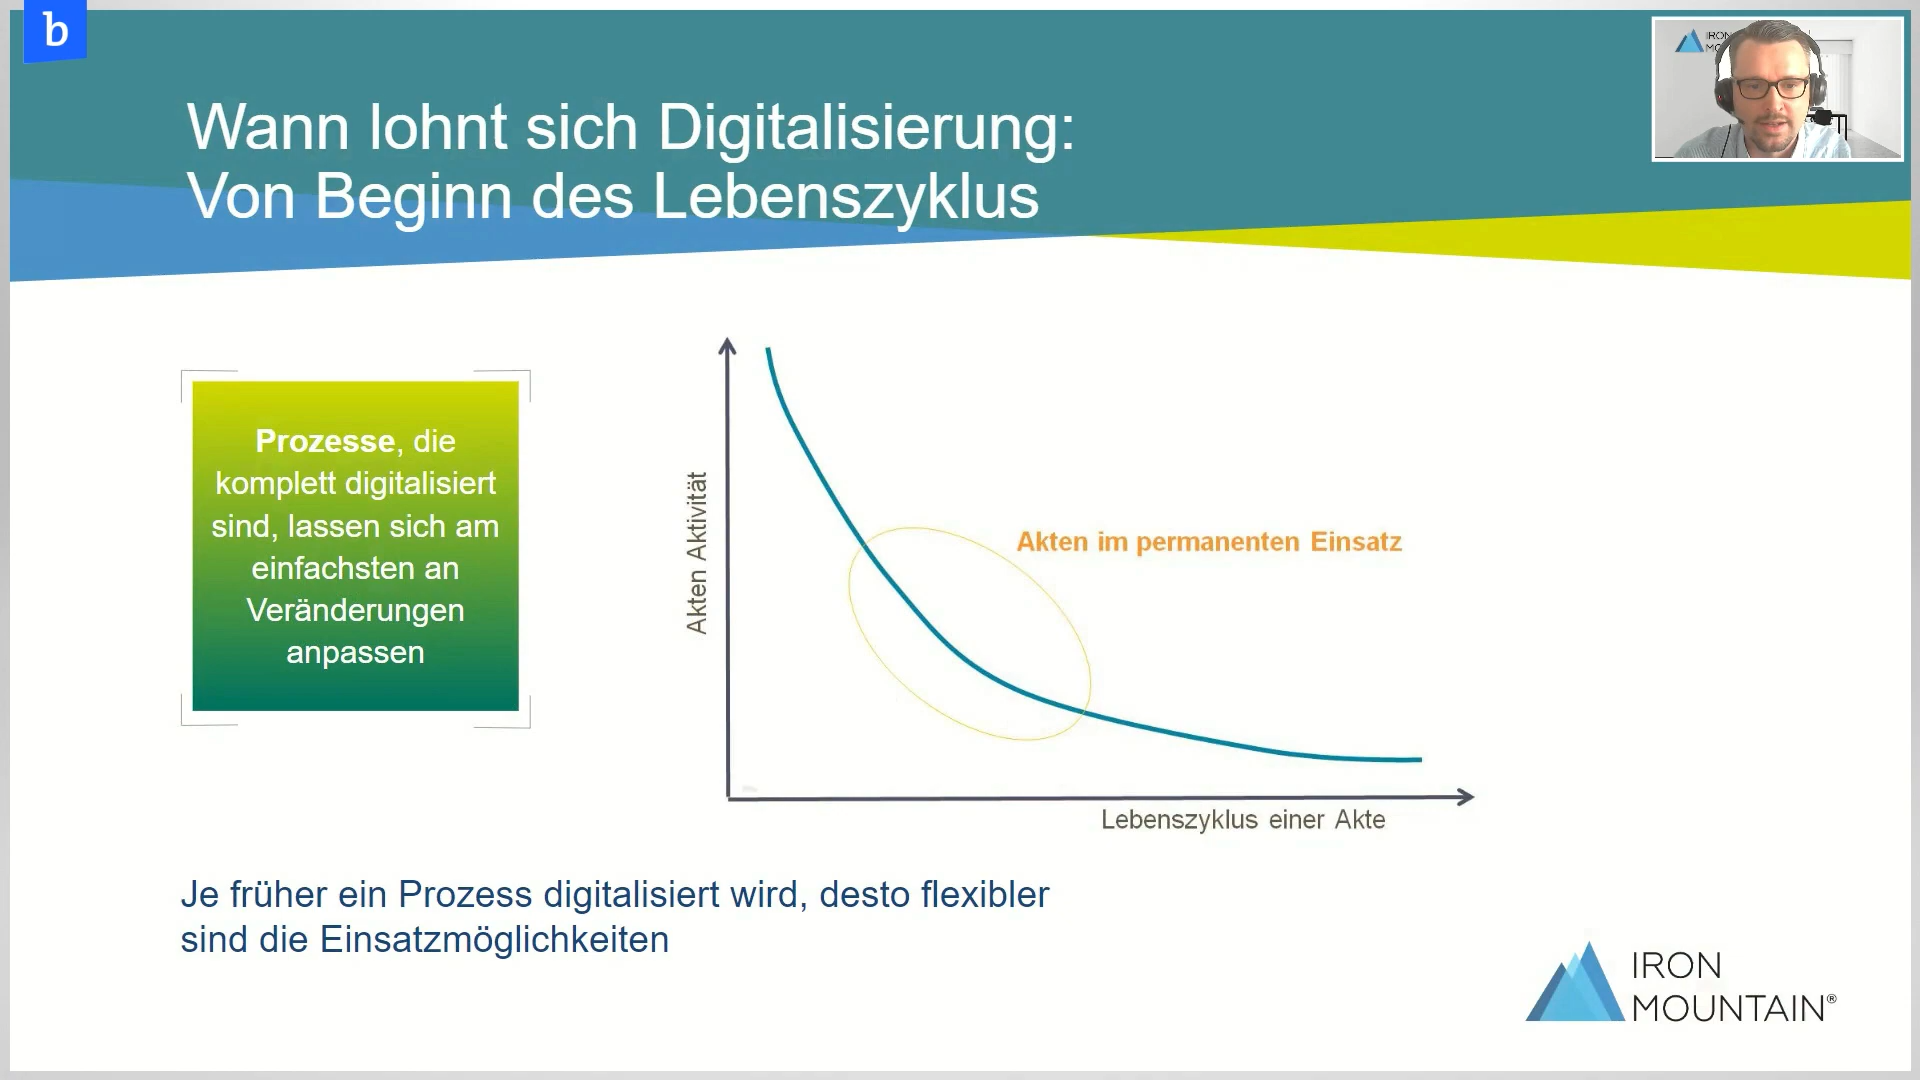 b
Wann lohnt sich Digitalisierung:
Von Beginn des Lebenszyklus
Prozesse, die
komplett digitalisiert
sind, lassen sich am
einfachsten an
Veränderungen
anpassen
Akten Aktivität
Akten im permanenten Einsatz
Lebenszyklus einer Akte
Je früher ein Prozess digitalisiert wird, desto flexibler
sind die Einsatzmöglichkeiten
IRON
MOUNTAIN®